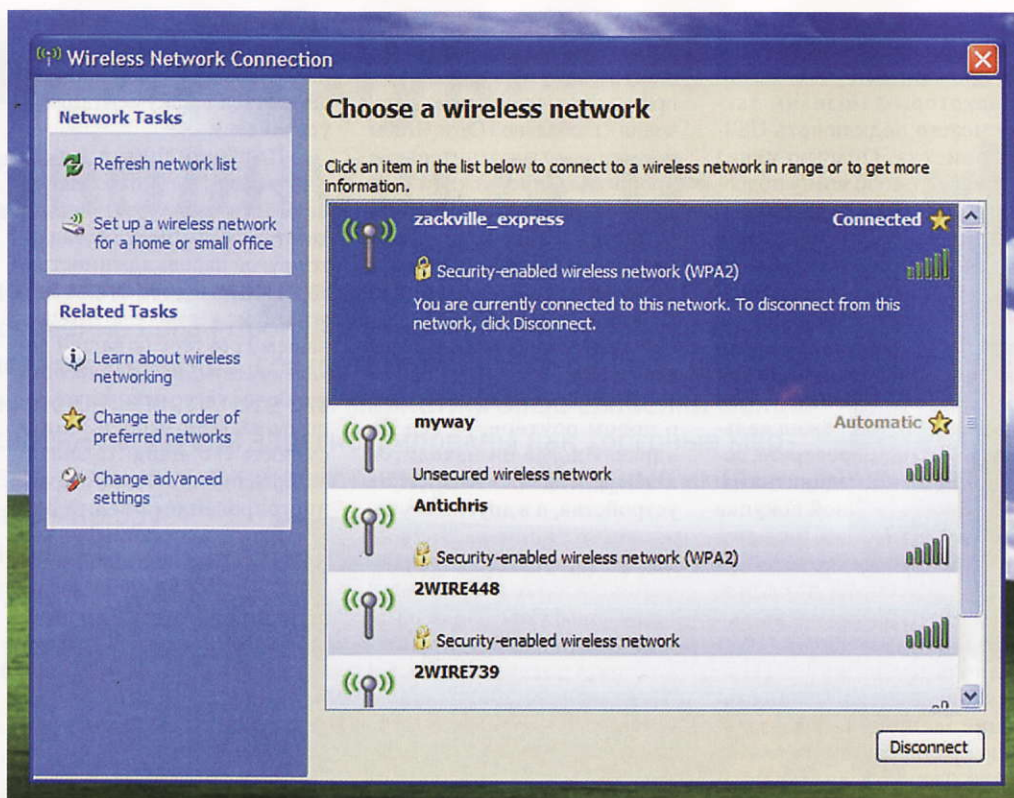 Wireless Network Connection
Network Tasks
Refresh network list
Set up a wireless network
for a home or small office
Related Tasks
Learn about wireless
networking
Change the order of
preferred networks
Change advanced
settings
Choose a wireless network
Click an item in the list below to connect to a wireless network in range or to get more
information.
zackville_express
Connected
Security-enabled wireless network (WPA2)
You are currently connected to this network. To disconnect from this
network, click Disconnect.
myway
Automatic
Unsecured wireless network
Antichris
Security-enabled wireless network (WPA2)
2WIRE448
Security-enabled wireless network
2WIRE739
Disconnect